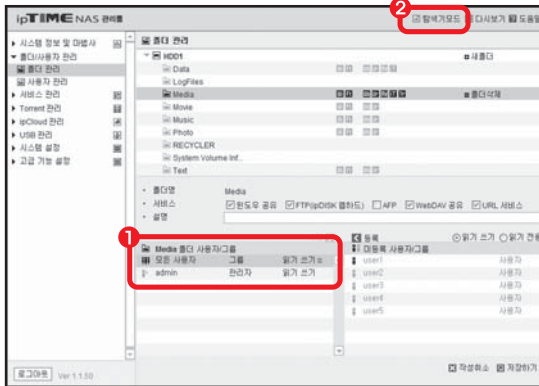 ipTIME NAS 관리툴
2
탐색기모드 다시보기 도움말
시스템 정보 및 마법사
폴더/사용자 관리
폴더 관리
사용자 관리
서비스 관리
Torrent 관리
ipCloud 관리
USB 관리
시스템 설정
고급 기능 설정
폴더 관리
HDD1 새폴더
Data
LogFiles
Media 폴더삭제
Movie
Music
Photo
RECYCLER
System Volume Inf..
Text
폴더명 Media
서비스 윈도우 공유 FTP(ipDISK 웹하드) AFP WebDAV 공유 URL 서비스
설명
1
Media 폴더 사용자/그룹
모든 사용자 그룹 읽기 쓰기
admin 관리자 읽기 쓰기
등록 읽기 쓰기 읽기 전용
미등록 사용자/그룹
user1 사용자
user2 사용자
user3 사용자
user4 사용자
user5 사용자
작성취소 저장하기
로그아웃 Ver 1.1.50